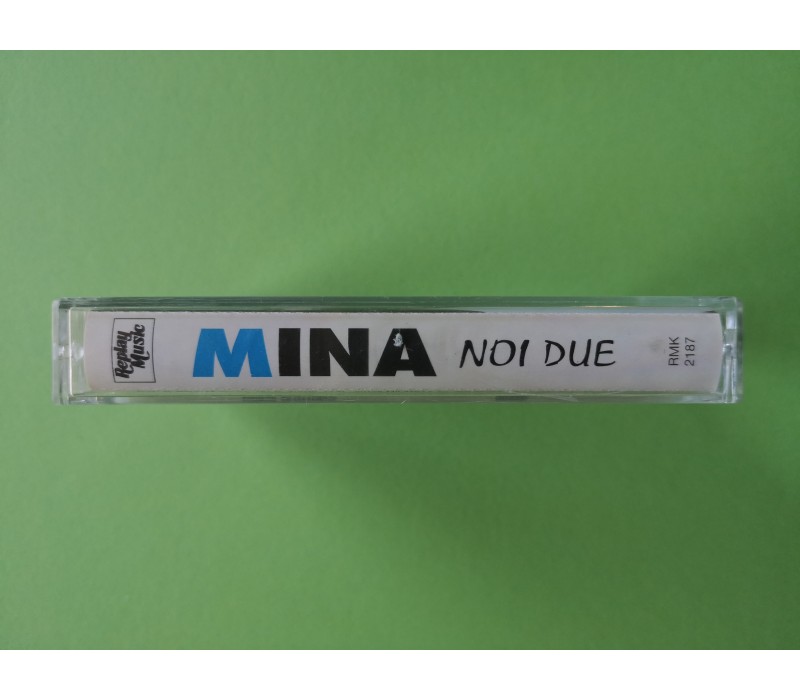 Replay
Music
MINA NOI DUE
RMK
2187